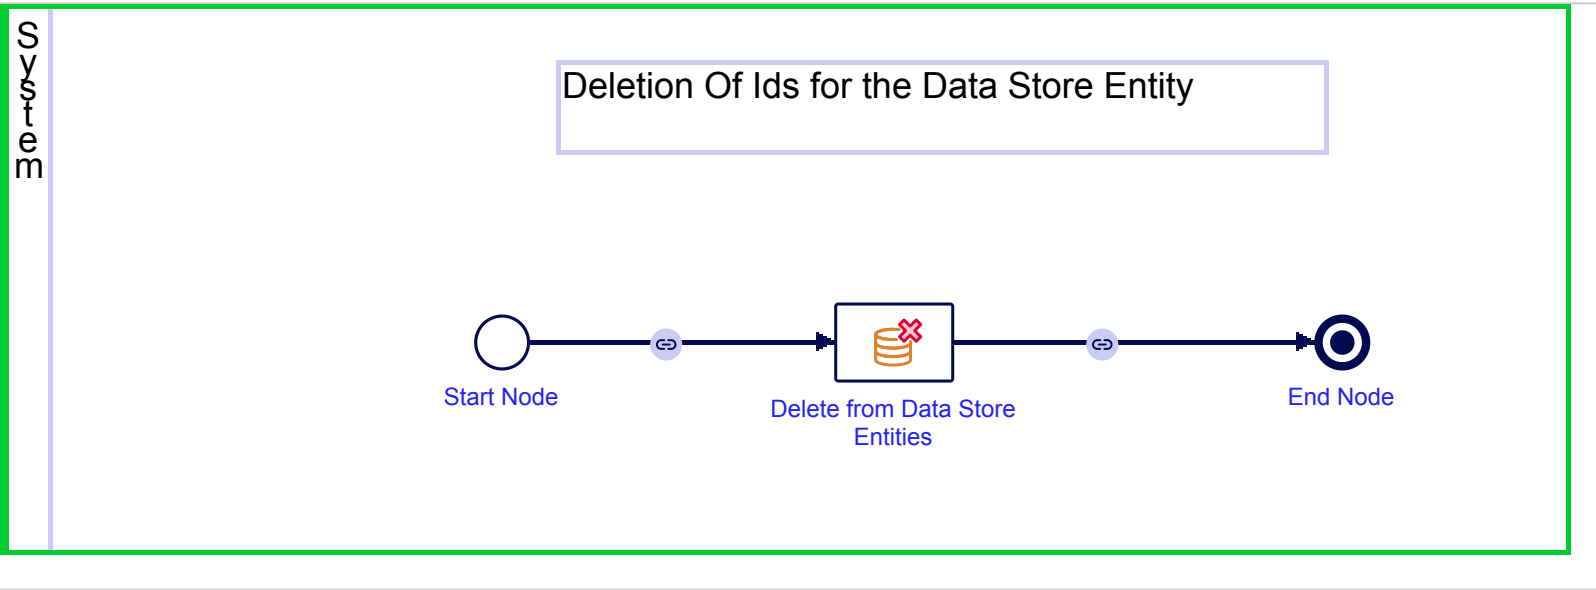 System
Deletion Of Ids for the Data Store Entity
Start Node
Delete from Data Store
Entities
End Node